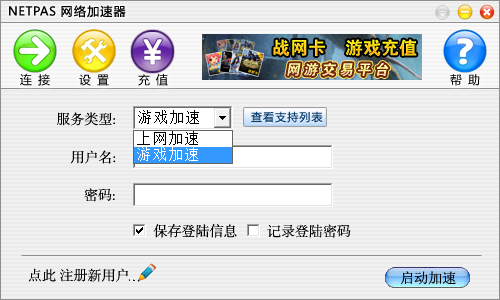 NETPAS 网络加速器
连 接
设 置
充 值
战网卡 游戏充值
网游交易平台
帮 助
服务类型:
游戏加速
查看支持列表
上网加速
游戏加速
用户名:
密码:
保存登陆信息
记录登陆密码
点此 注册新用户...
启动加速